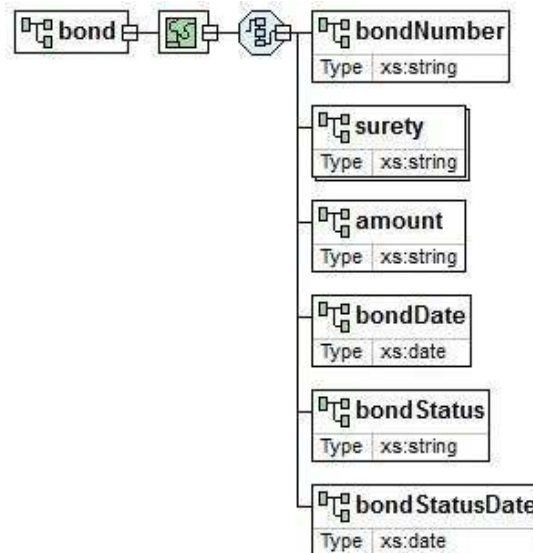 bond
bondNumber
Type xs:string
surety
Type xs:string
amount
Type xs:string
bondDate
Type xs:date
bondStatus
Type xs:string
bondStatusDate
Type xs:date